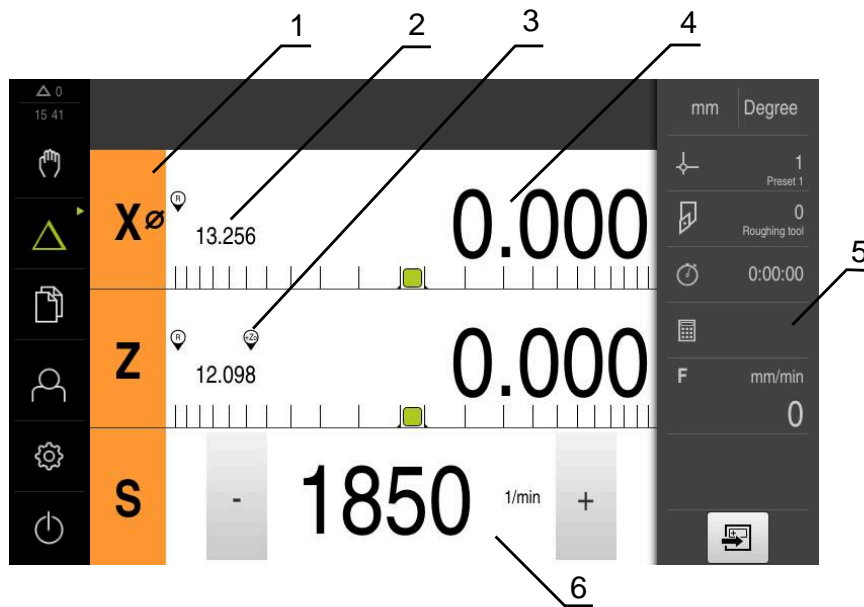 1 2 3 4
△ 0
15 41
mm Degree
1
Preset 1
X⌀
R
13.256
0.000
0
Roughing tool
5
0:00:00
Z
R +Z₀
12.098
0.000
F mm/min
0
S
- 1850 1/min +
6